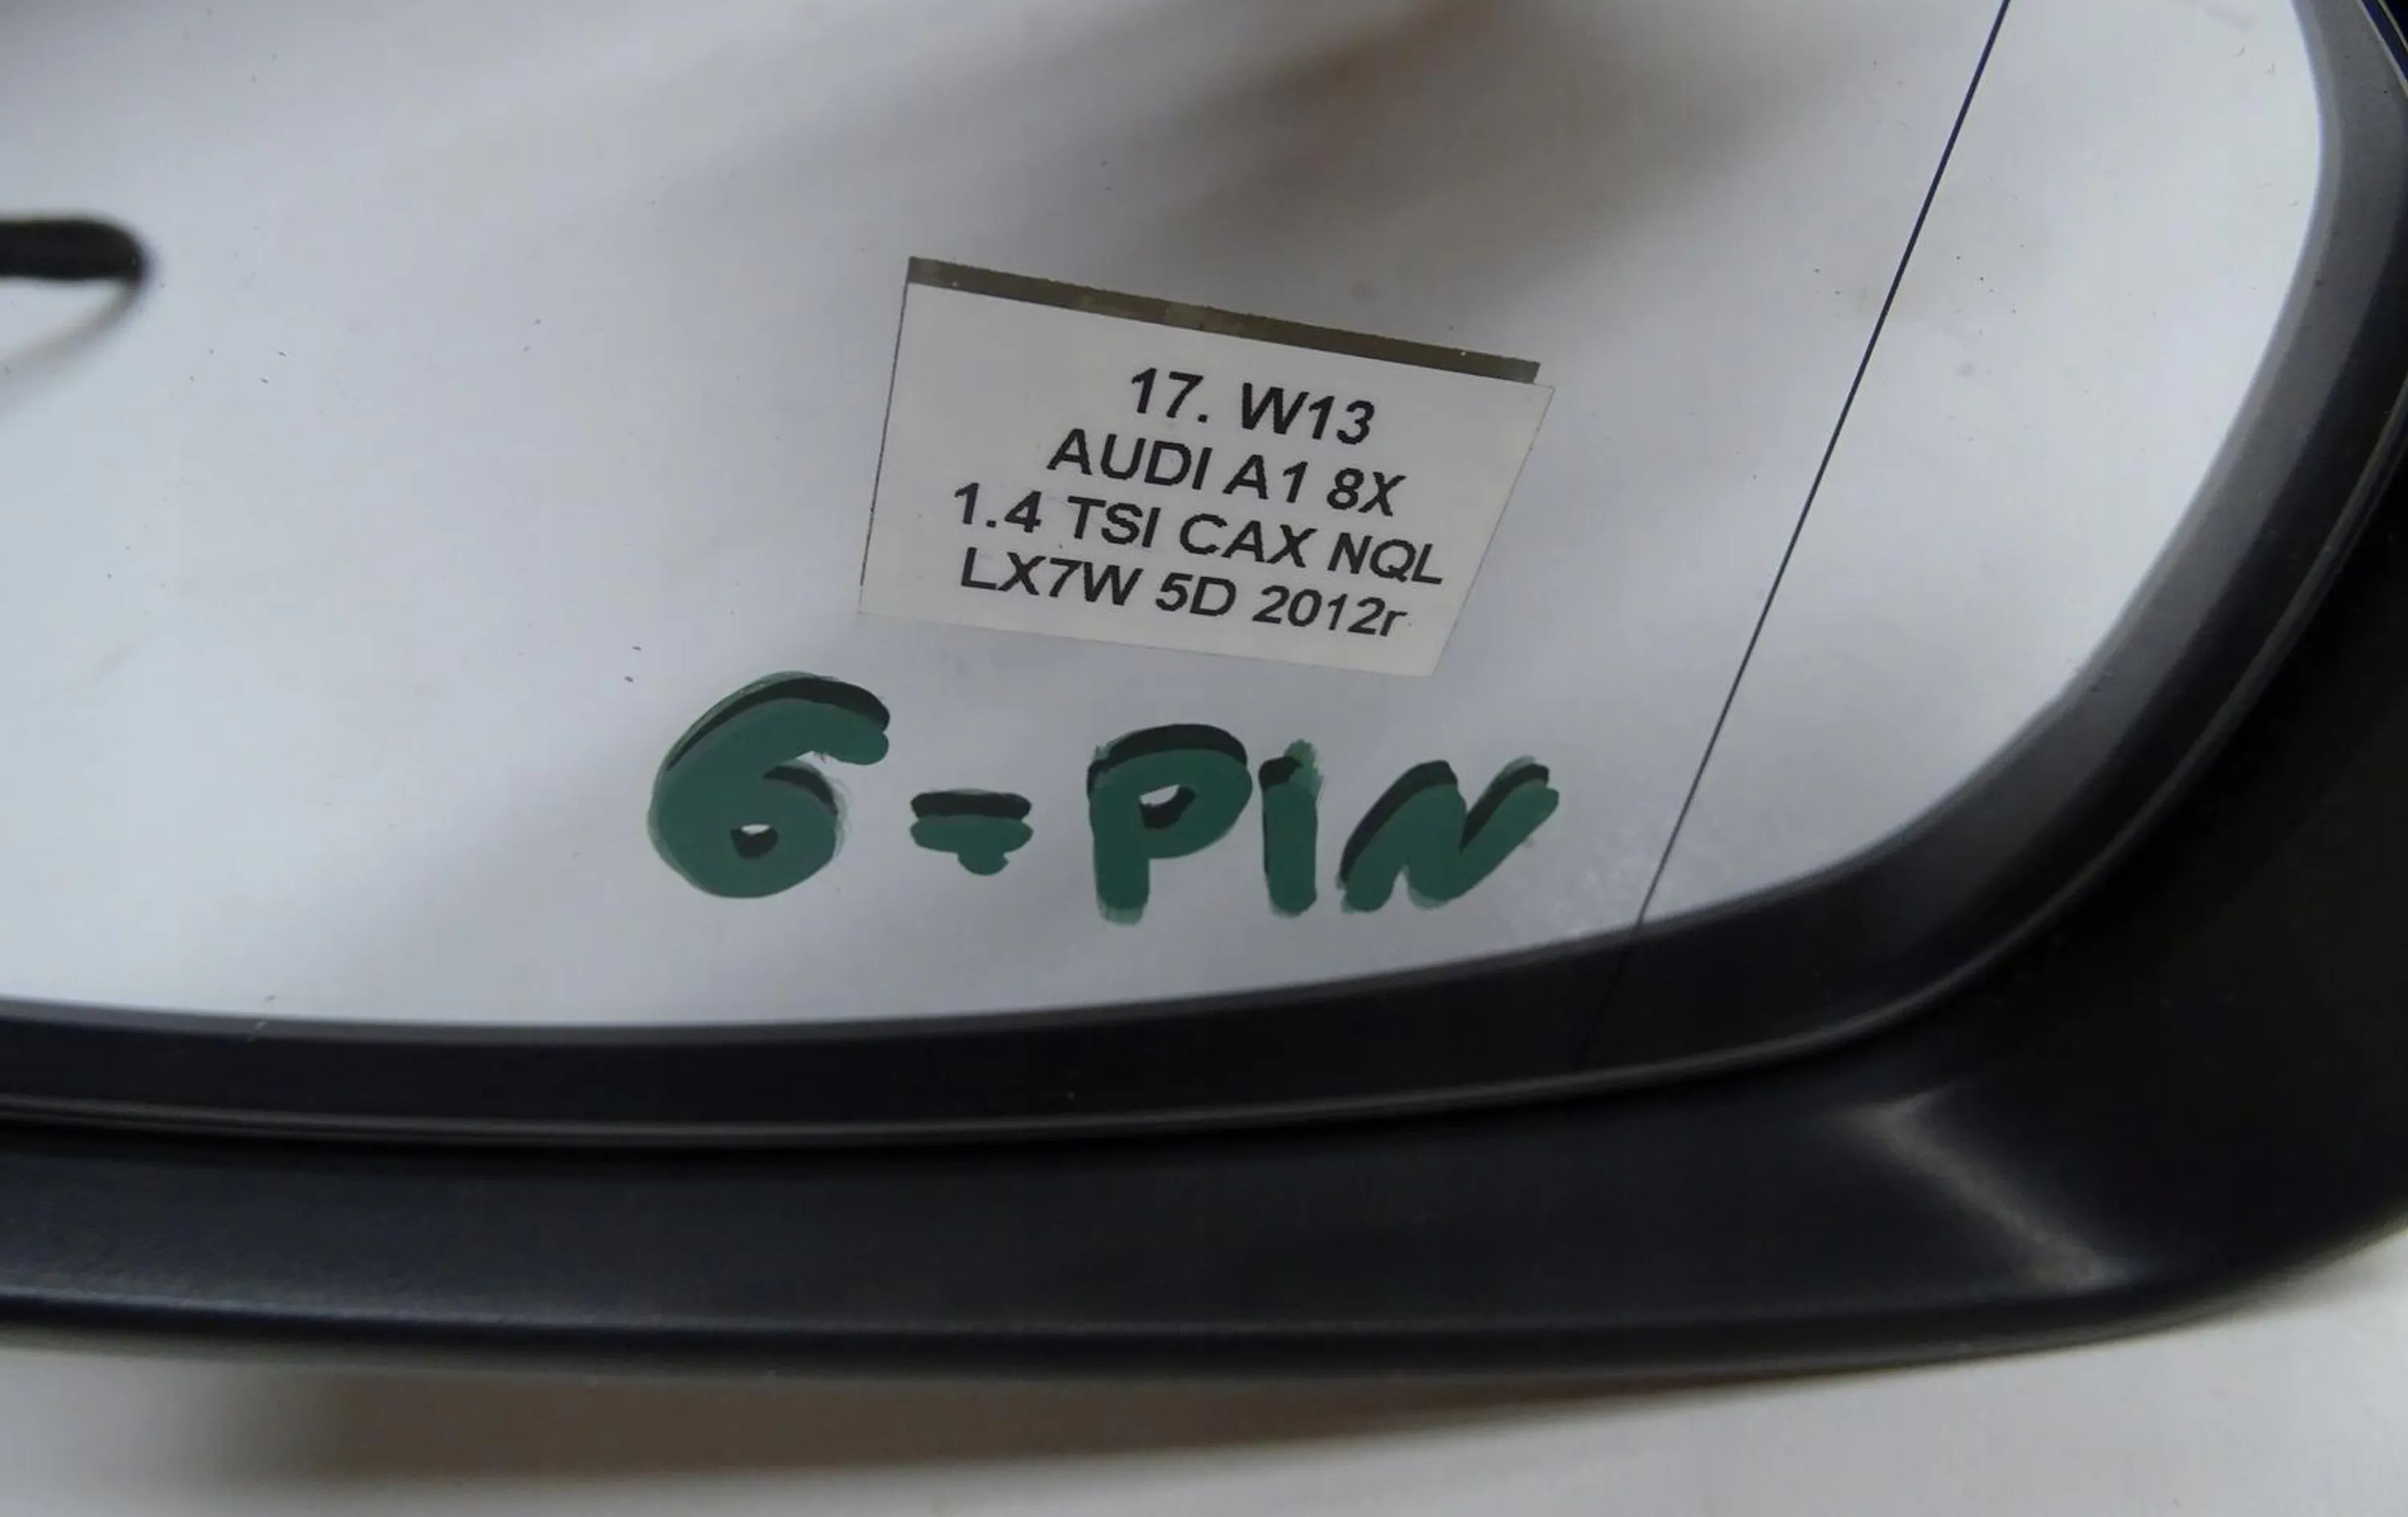 17. W13
AUDI A1 8X
1.4 TSI CAX NQL
LX7W 5D 2012r
6-PIN